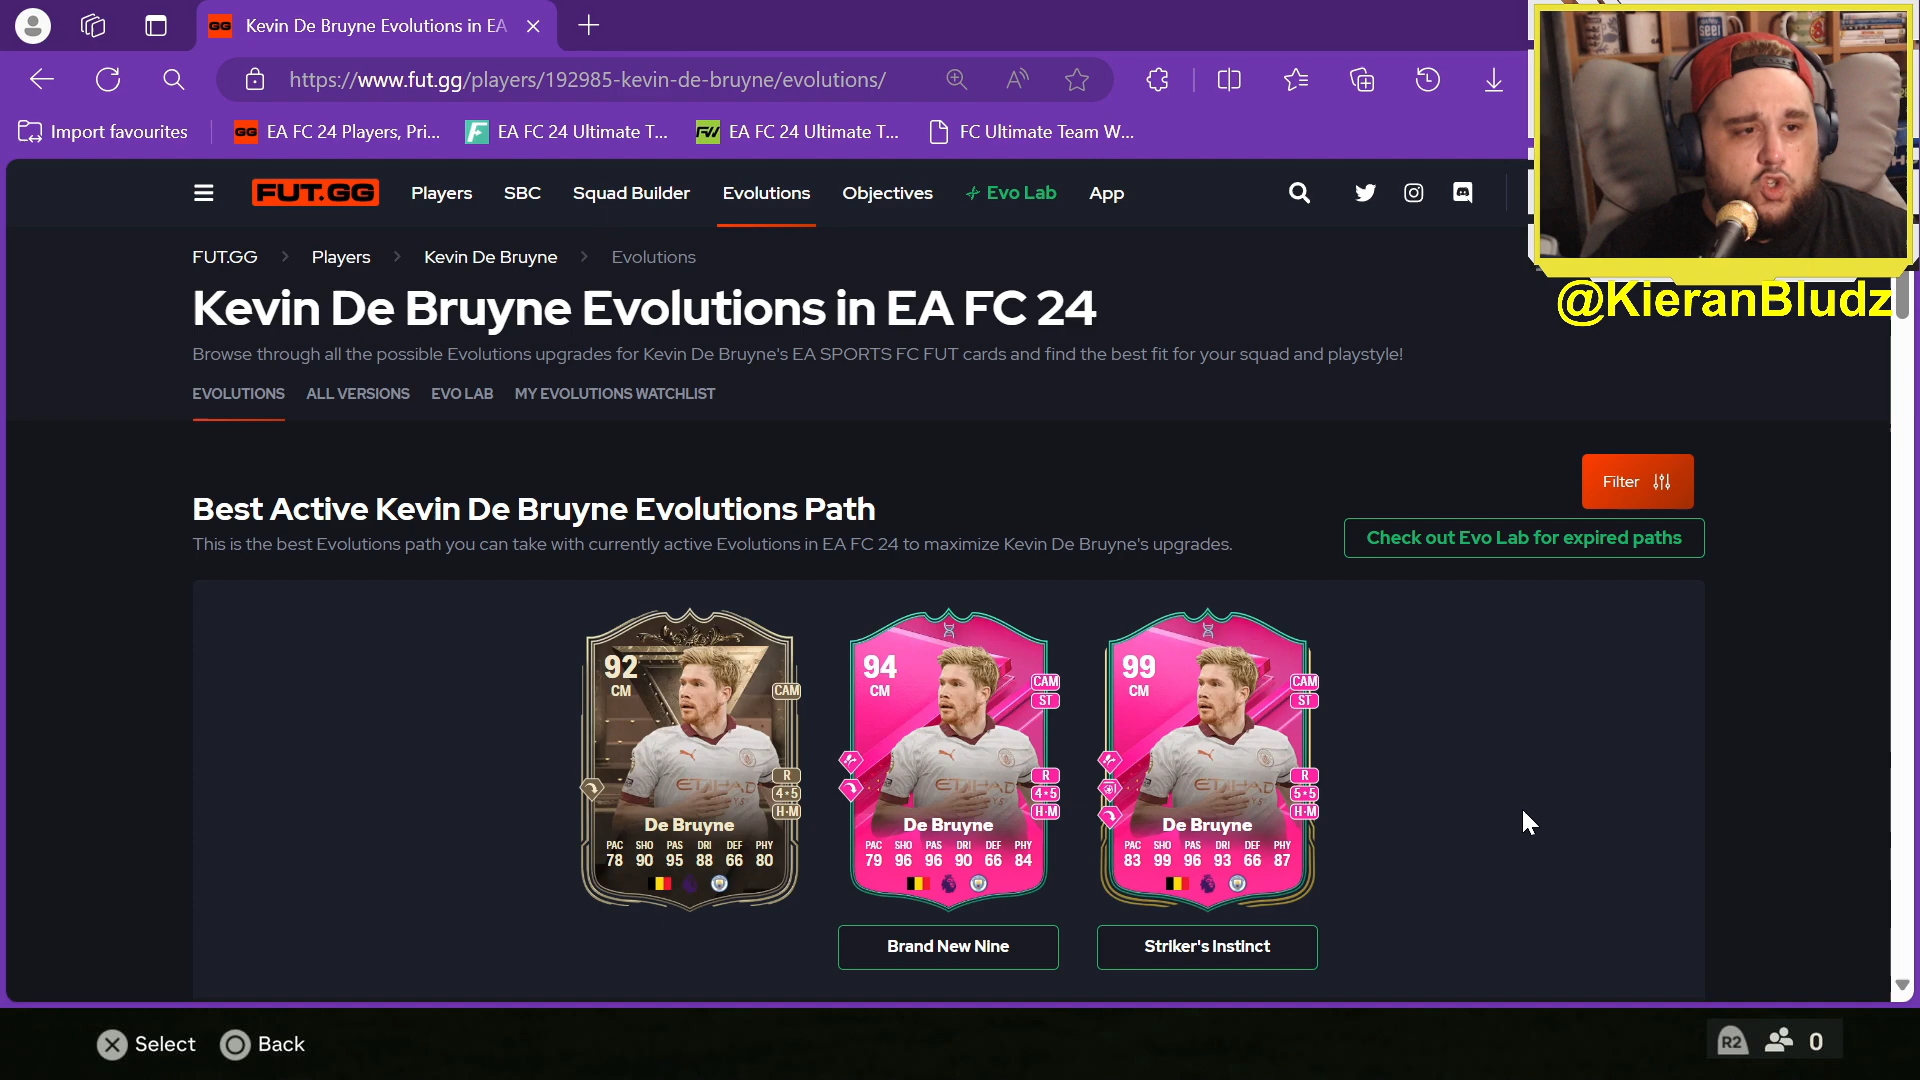 Kevin De Bruyne Evolutions in EA
https://www.fut.gg/players/192985-kevin-de-bruyne/evolutions/
Import favourites
GG
EA FC 24 Players, Pri...
EA FC 24 Ultimate T...
EA FC 24 Ultimate T...
FC Ultimate Team W...
@KieranBludz
FUT.GG
Players
SBC
Squad Builder
Evolutions
Objectives
Evo Lab
App
FUT.GG > Players > Kevin De Bruyne > Evolutions
Kevin De Bruyne Evolutions in EA FC 24
Browse through all the possible Evolutions upgrades for Kevin De Bruyne's EA SPORTS FC FUT cards and find the best fit for your squad and playstyle!
EVOLUTIONS
ALL VERSIONS
EVO LAB
MY EVOLUTIONS WATCHLIST
Filter
Best Active Kevin De Bruyne Evolutions Path
This is the best Evolutions path you can take with currently active Evolutions in EA FC 24 to maximize Kevin De Bruyne's upgrades.
Check out Evo Lab for expired paths
92
CM
CAM
R
4★5
H·M
De Bruyne
PAC SHO PAS DRI DEF PHY
78 90 95 88 66 80
94
CM
CAM
ST
R
4★5
H·M
De Bruyne
PAC SHO PAS DRI DEF PHY
79 96 96 90 66 84
Brand New Nine
99
CM
CAM
ST
R
5★5
H·M
De Bruyne
PAC SHO PAS DRI DEF PHY
83 99 96 93 66 87
Striker's Instinct
Select
Back
R2
0